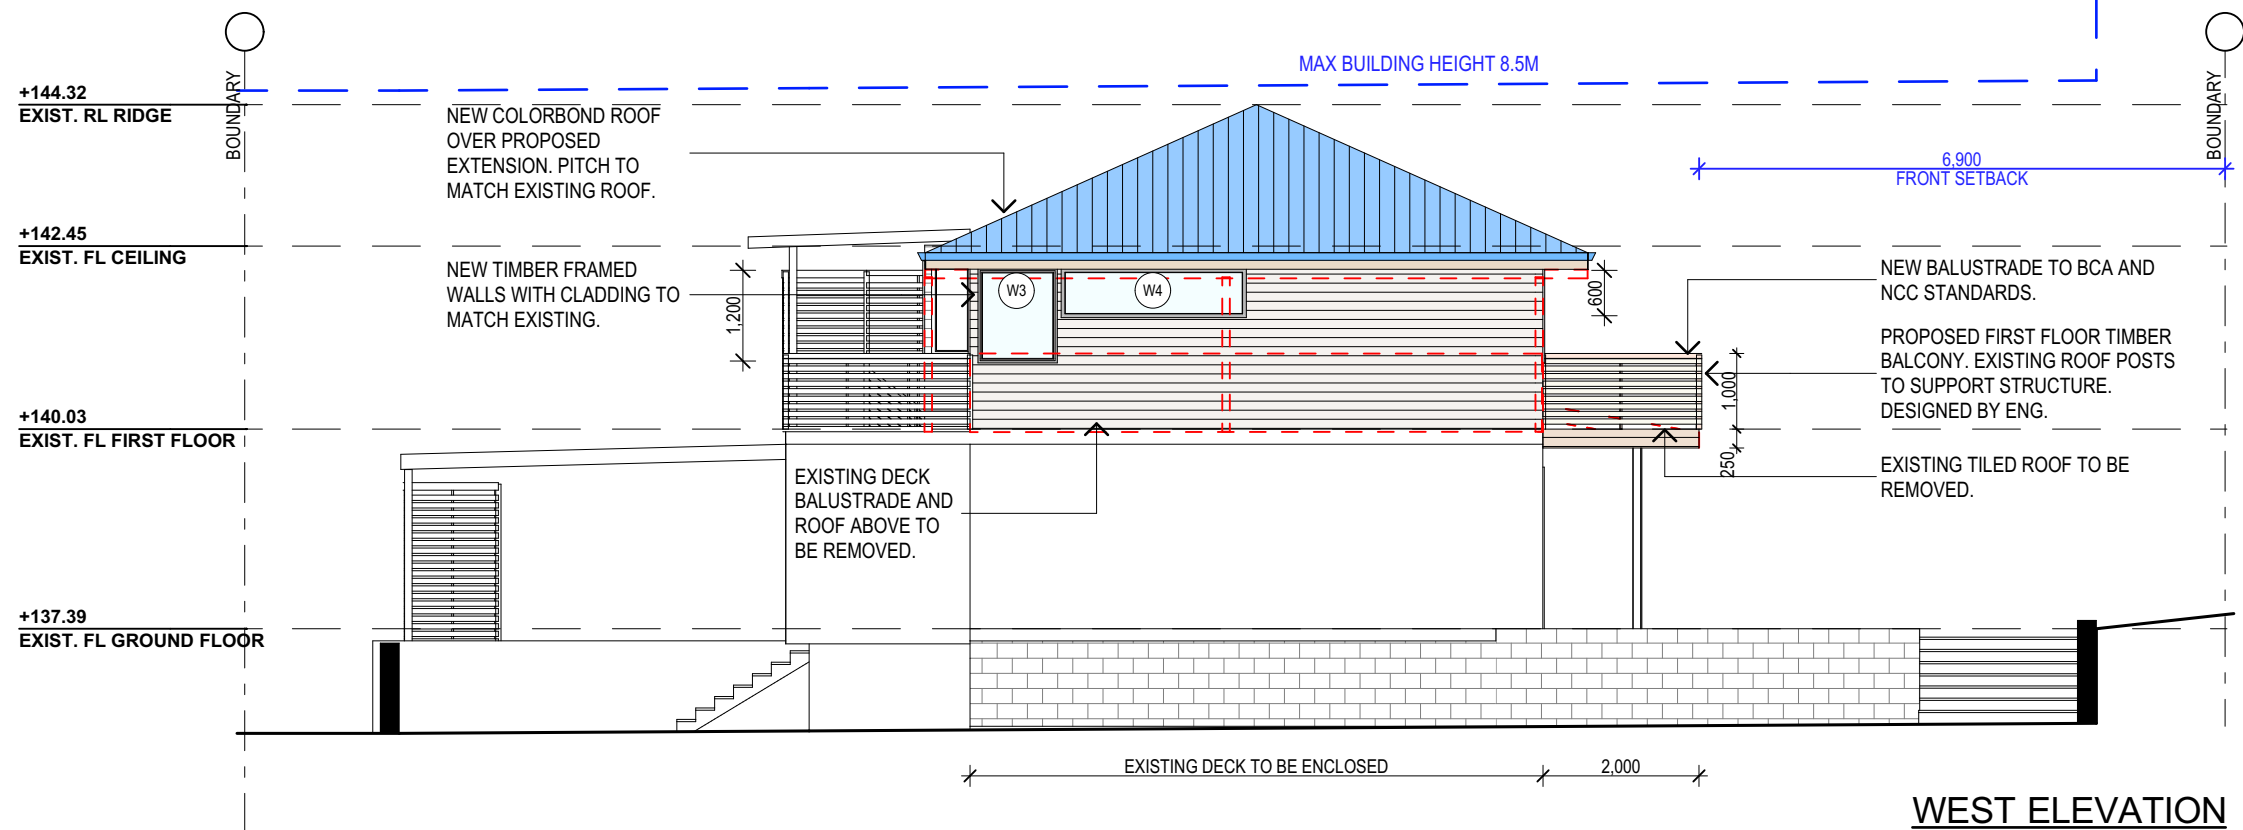 MAX BUILDING HEIGHT 8.5M
BOUNDARY
BOUNDARY
+144.32
EXIST. RL RIDGE
NEW COLORBOND ROOF
OVER PROPOSED
EXTENSION. PITCH TO
MATCH EXISTING ROOF.
6,900
FRONT SETBACK
+142.45
EXIST. FL CEILING
NEW TIMBER FRAMED
WALLS WITH CLADDING TO
MATCH EXISTING.
1,200
W3
W4
600
NEW BALUSTRADE TO BCA AND
NCC STANDARDS.
PROPOSED FIRST FLOOR TIMBER
BALCONY. EXISTING ROOF POSTS
TO SUPPORT STRUCTURE.
DESIGNED BY ENG.
1,000
+140.03
EXIST. FL FIRST FLOOR
250
EXISTING TILED ROOF TO BE
REMOVED.
EXISTING DECK
BALUSTRADE AND
ROOF ABOVE TO
BE REMOVED.
+137.39
EXIST. FL GROUND FLOOR
EXISTING DECK TO BE ENCLOSED
2,000
WEST ELEVATION